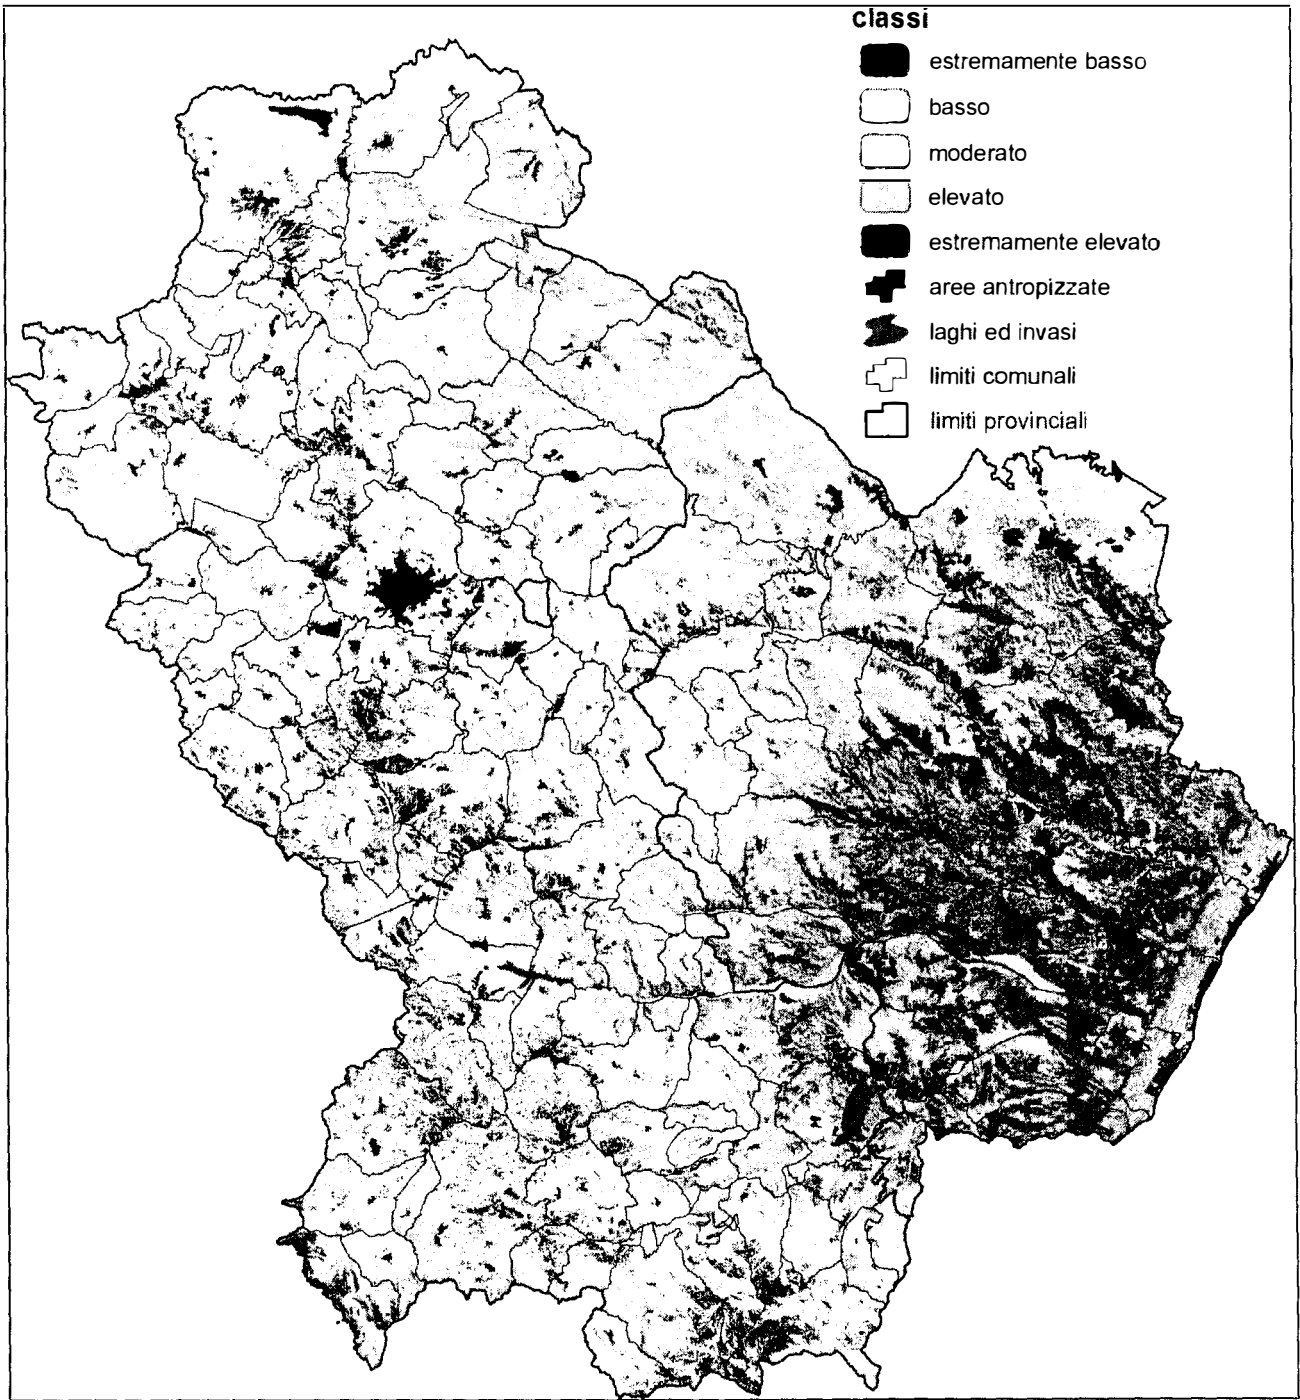 classi
estremamente basso
basso
moderato
elevato
estremamente elevato
aree antropizzate
laghi ed invasi
limiti comunali
limiti provinciali